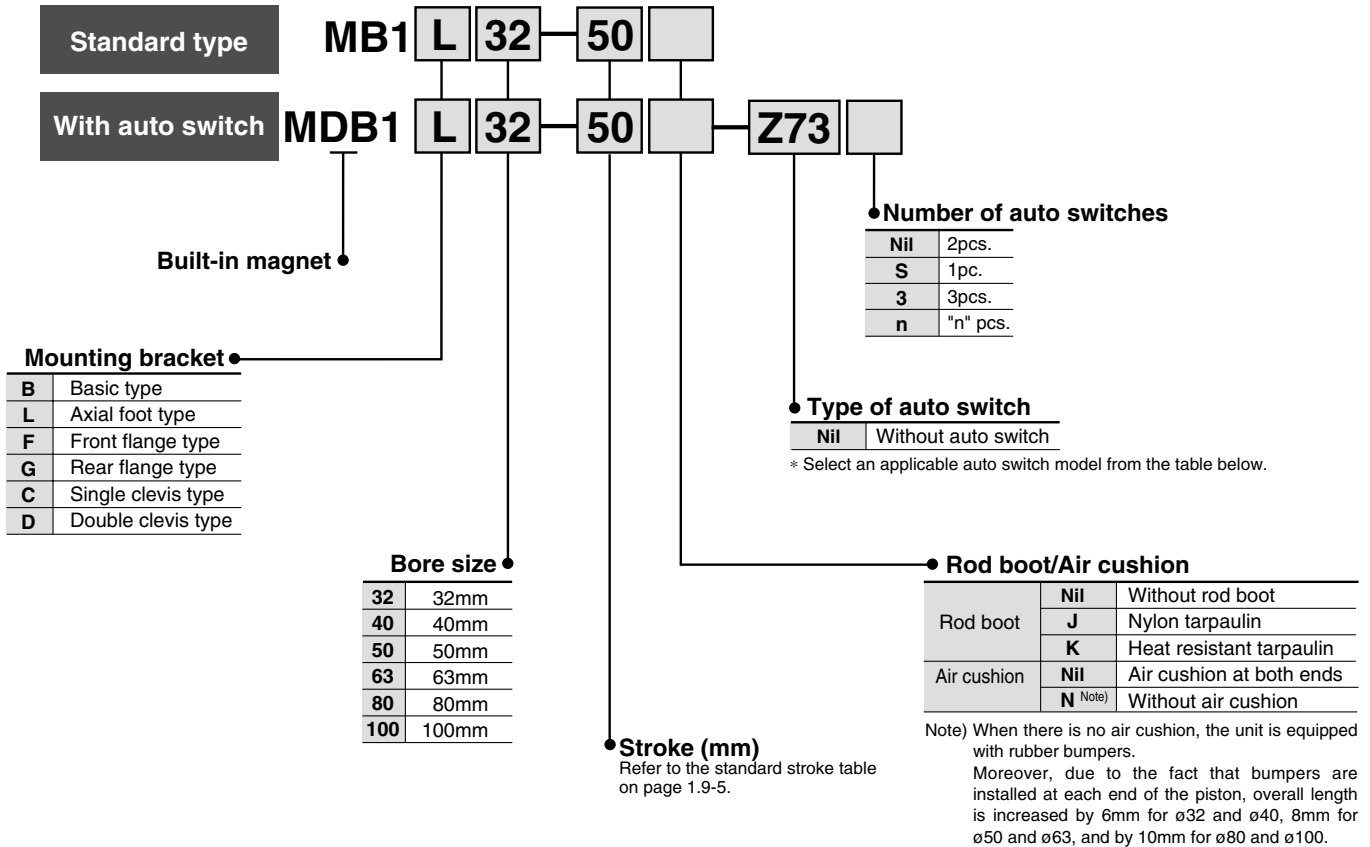 Standard type MB1 L 32 — 50
With auto switch MDB1 L 32 — 50 — Z73
Built-in magnet
Number of auto switches
Nil 2pcs.
S 1pc.
3 3pcs.
n "n" pcs.
Mounting bracket
B Basic type
L Axial foot type
F Front flange type
G Rear flange type
C Single clevis type
D Double clevis type
Type of auto switch
Nil Without auto switch
* Select an applicable auto switch model from the table below.
Bore size
32 32mm
40 40mm
50 50mm
63 63mm
80 80mm
100 100mm
Stroke (mm)
Refer to the standard stroke table
on page 1.9-5.
Rod boot/Air cushion
Rod boot Nil Without rod boot
J Nylon tarpaulin
K Heat resistant tarpaulin
Air cushion Nil Air cushion at both ends
N Note) Without air cushion
Note) When there is no air cushion, the unit is equipped
with rubber bumpers.
Moreover, due to the fact that bumpers are
installed at each end of the piston, overall length
is increased by 6mm for ø32 and ø40, 8mm for
ø50 and ø63, and by 10mm for ø80 and ø100.